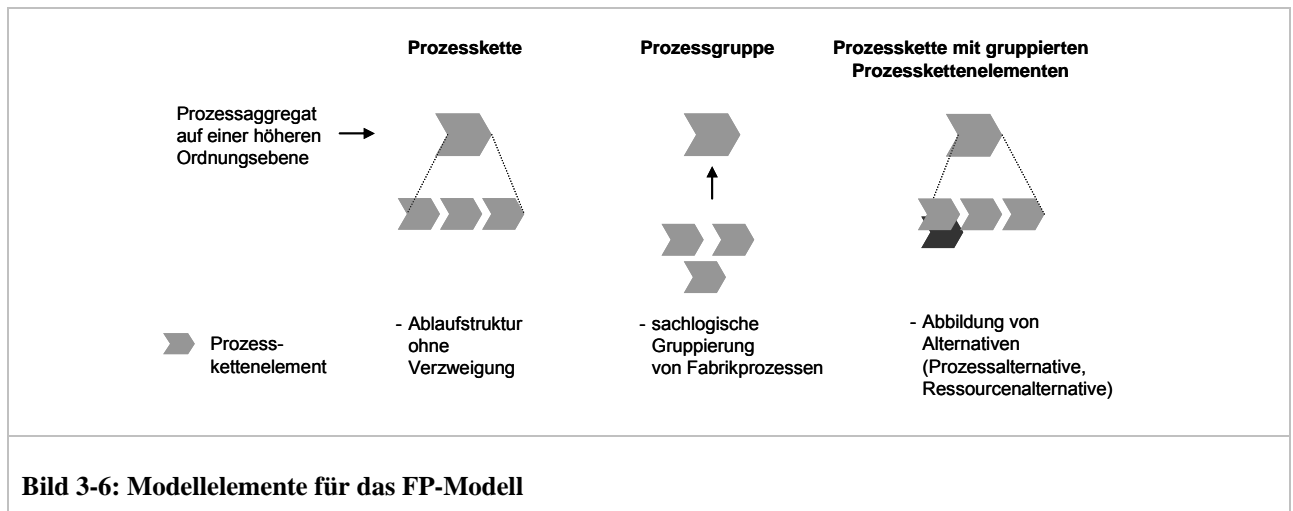 Prozesskette
Prozessgruppe
Prozesskette mit gruppierten
Prozesskettenelementen
Prozessaggregat
auf einer höheren
Ordnungsebene
Prozess-
kettenelement
- Ablaufstruktur
ohne
Verzweigung
- sachlogische
Gruppierung
von Fabrikprozessen
- Abbildung von
Alternativen
(Prozessalternative,
Ressourcenalternative)
Bild 3-6: Modellelemente für das FP-Modell